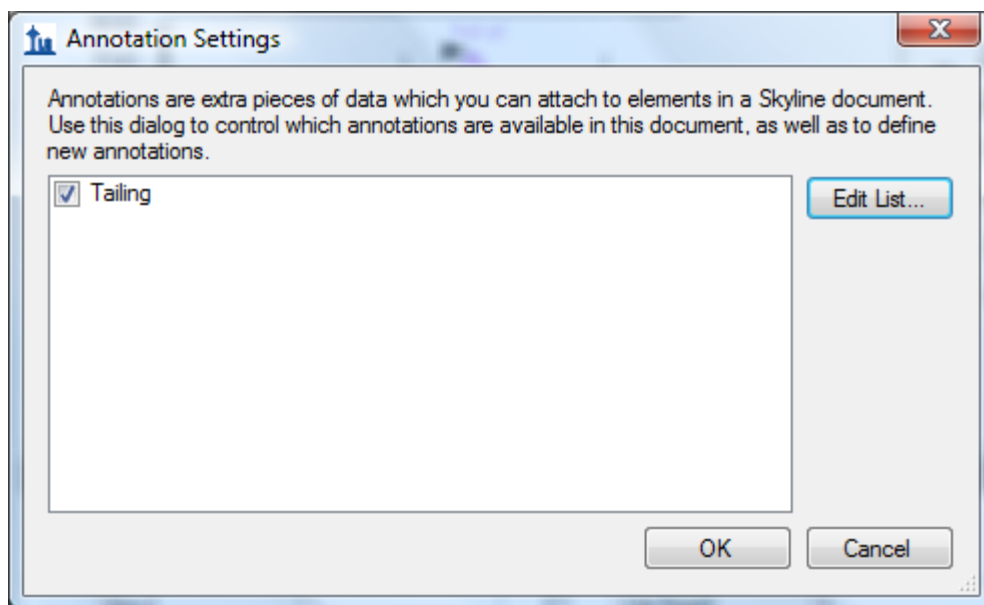 Annotation Settings
Annotations are extra pieces of data which you can attach to elements in a Skyline document.
Use this dialog to control which annotations are available in this document, as well as to define
new annotations.
Tailing
Edit List...
OK
Cancel